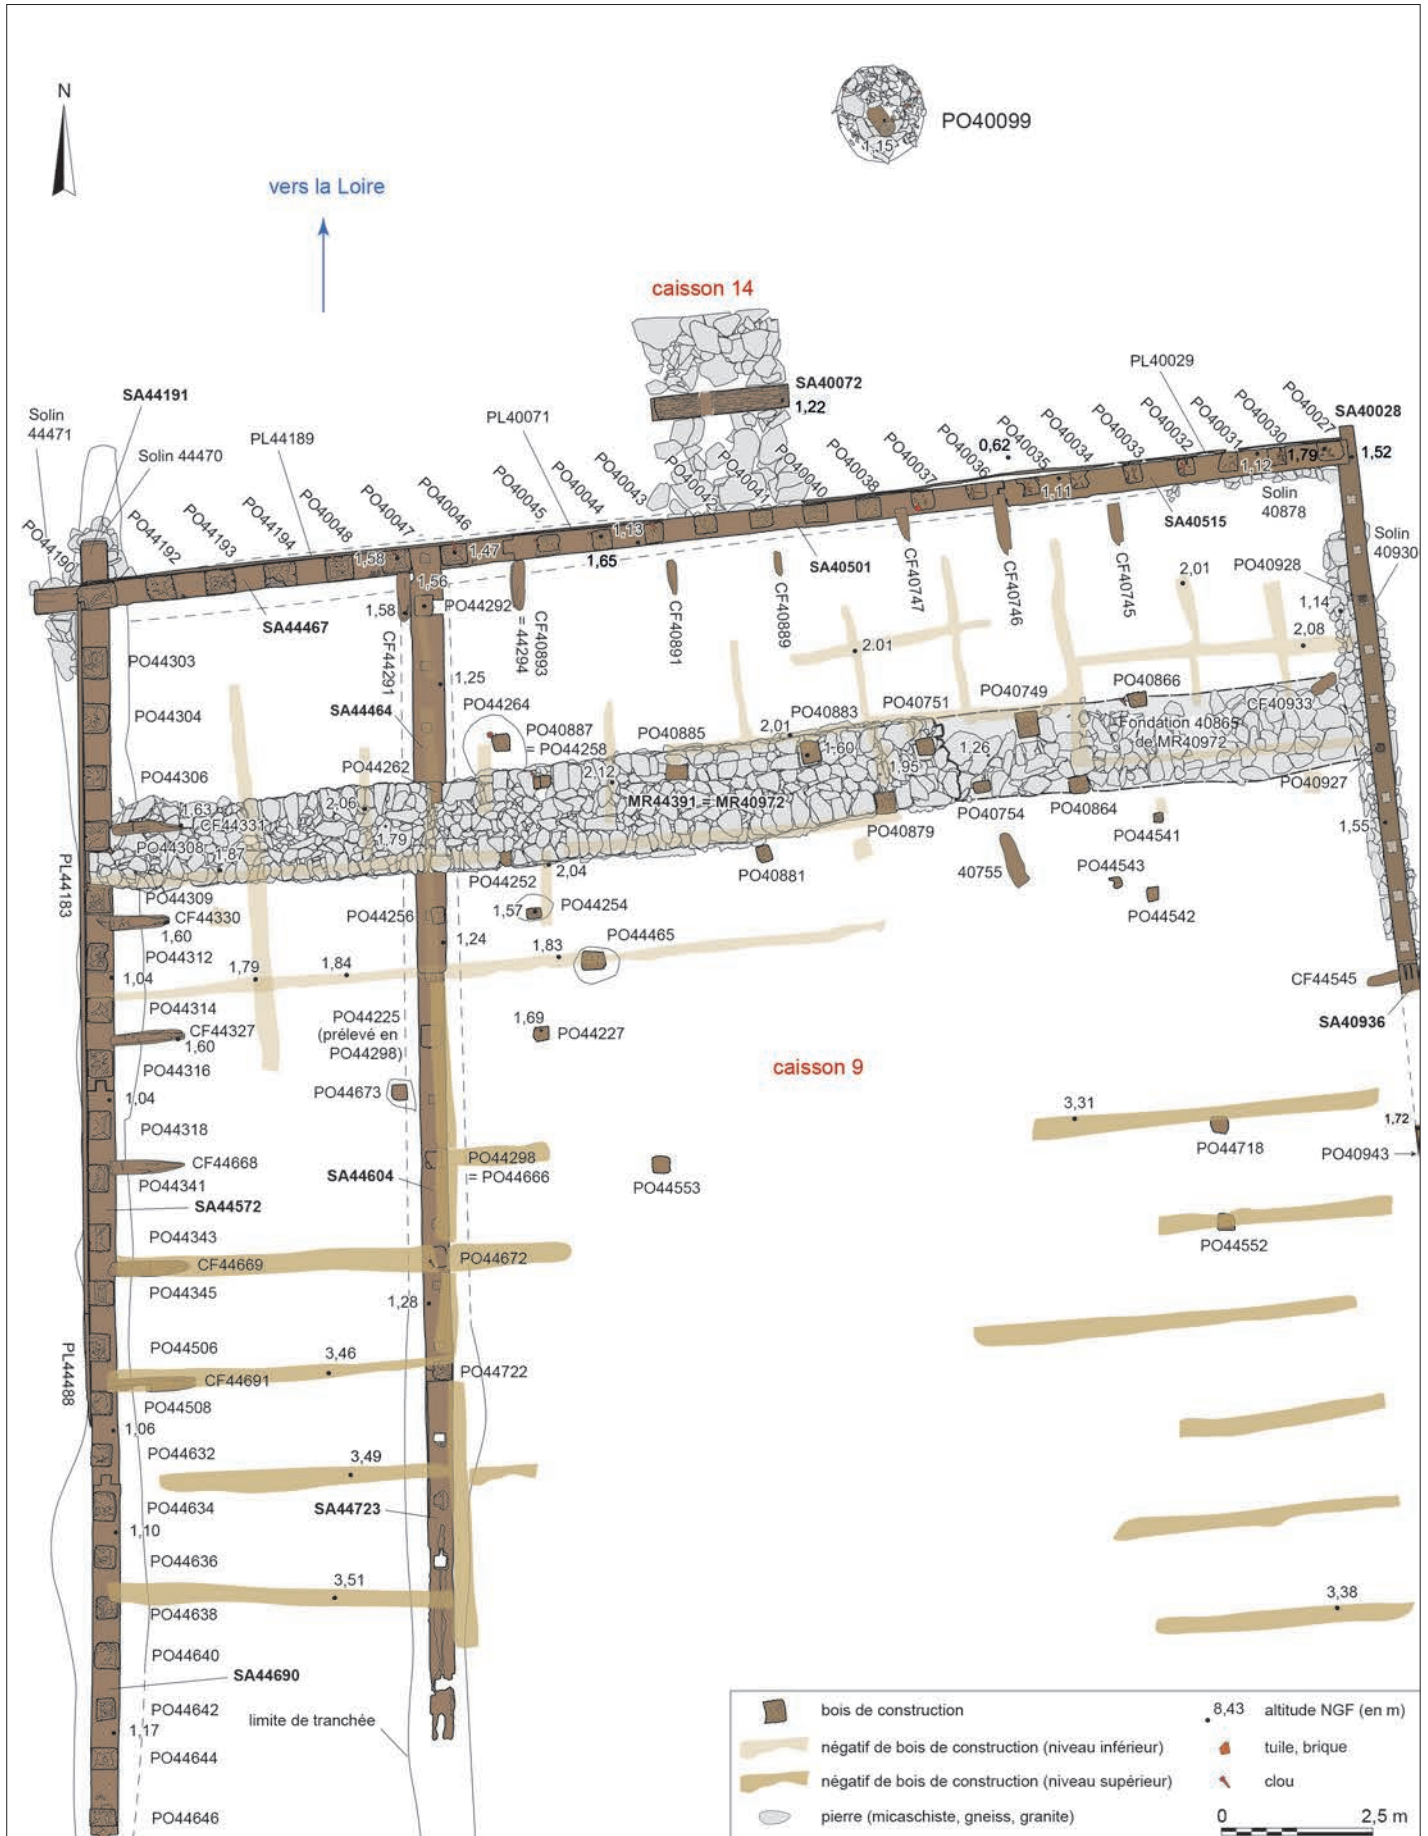 N
PO40099
1,15
vers la Loire
caisson 14
SA40072
1,22
PL40029
SA44191
Solin
44471
Solin 44470
PL44189
PL40071
PO44190
PO44192
PO44193
PO44194
PO40048
PO40047
PO40046
PO40045
PO40044
PO40043
PO40042
PO40041
PO40040
PO40038
PO40037
PO40036
PO40035
PO40034
PO40033
PO40032
PO40031
PO40030
PO40027
SA40028
0,62
1,52
1,79
1,12
1,11
1,13
1,65
1,47
1,58
1,56
1,58
Solin
40878
SA40515
SA40501
SA44467
Solin
40930
PO44292
CF44291
CF40893
= 44294
CF40891
CF40889
CF40747
CF40746
CF40745
2,01
PO40928
1,14
2,08
2.01
PO44303
PO44304
PO44306
PO44308
1,25
SA44464
PO44264
PO40887
= PO44258
PO40885
2,01
PO40883
PO40751
PO40749
PO40866
CF40933
Fondation 40865
de MR40972
1,60
1,26
1,95
2,12
MR44391 = MR40972
PO44262
2,06
1,79
1,63
CF44331
1,87
PO40927
PO40879
PO40754
PO40864
PO44541
1,55
PL44183
PO44309
CF44330
1,60
PO44312
1,04
PO44256
PO44252
2,04
1,57
PO44254
PO40881
40755
PO44543
PO44542
1,24
1,83
PO44465
1,79
1,84
CF44545
SA40936
PO44314
CF44327
1,60
PO44316
PO44225
(prélevé en
PO44298)
1,69
PO44227
caisson 9
1,04
PO44673
PO44318
3,31
PO44718
1,72
PO40943
CF44668
PO44341
SA44572
SA44604
PO44298
= PO44666
PO44553
PO44343
CF44669
PO44672
PO44552
PO44345
1,28
PO44506
3,46
CF44691
PO44722
PL44488
PO44508
1,06
PO44632
3,49
PO44634
SA44723
1,10
PO44636
3,51
PO44638
3,38
PO44640
SA44690
PO44642
limite de tranchée
1,17
PO44644
PO44646
bois de construction
négatif de bois de construction (niveau inférieur)
négatif de bois de construction (niveau supérieur)
pierre (micaschiste, gneiss, granite)
8,43 altitude NGF (en m)
tuile, brique
clou
0 2,5 m